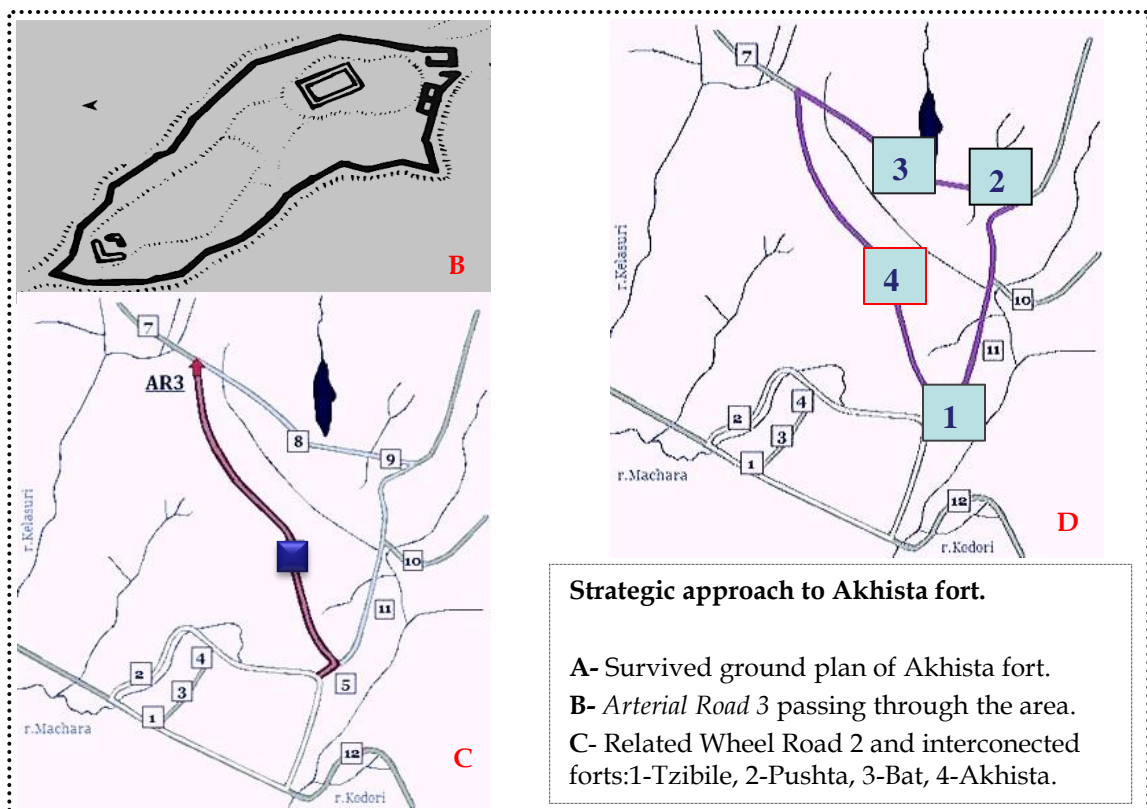 B
7
AR3
8
9
r.Kelasuri
10
11
2
4
3
5
1
r.Machara
12
C
r.Kodori
7
3
2
r.Kelasuri
4
10
11
4
2
1
3
1
r.Machara
12
D
r.Kodori
Strategic approach to Akhista fort.
A- Survived ground plan of Akhista fort.
B- Arterial Road 3 passing through the area.
C- Related Wheel Road 2 and interconected
forts:1-Tzibile, 2-Pushta, 3-Bat, 4-Akhista.